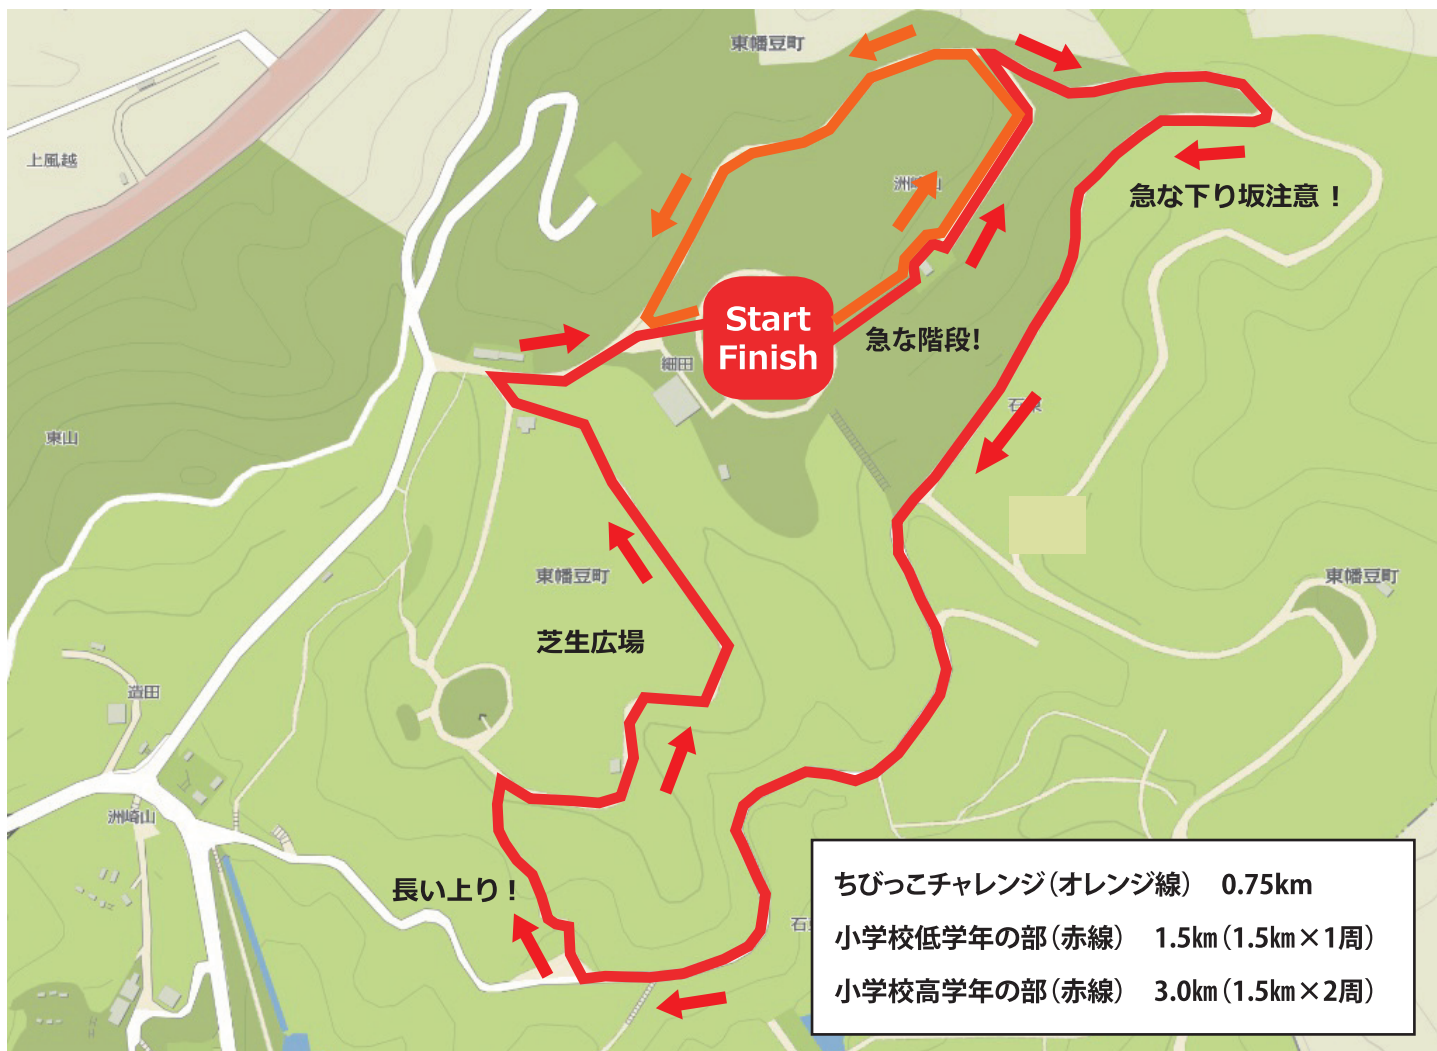 東幡豆町
上風越
急な下り坂注意！
Start
Finish
急な階段!
細田
東山
東幡豆町
東幡豆町
芝生広場
造田
洲崎山
長い上り！
ちびっこチャレンジ（オレンジ線） 0.75km
小学校低学年の部（赤線） 1.5㎞（1.5㎞×1周）
小学校高学年の部（赤線） 3.0㎞（1.5㎞×2周）